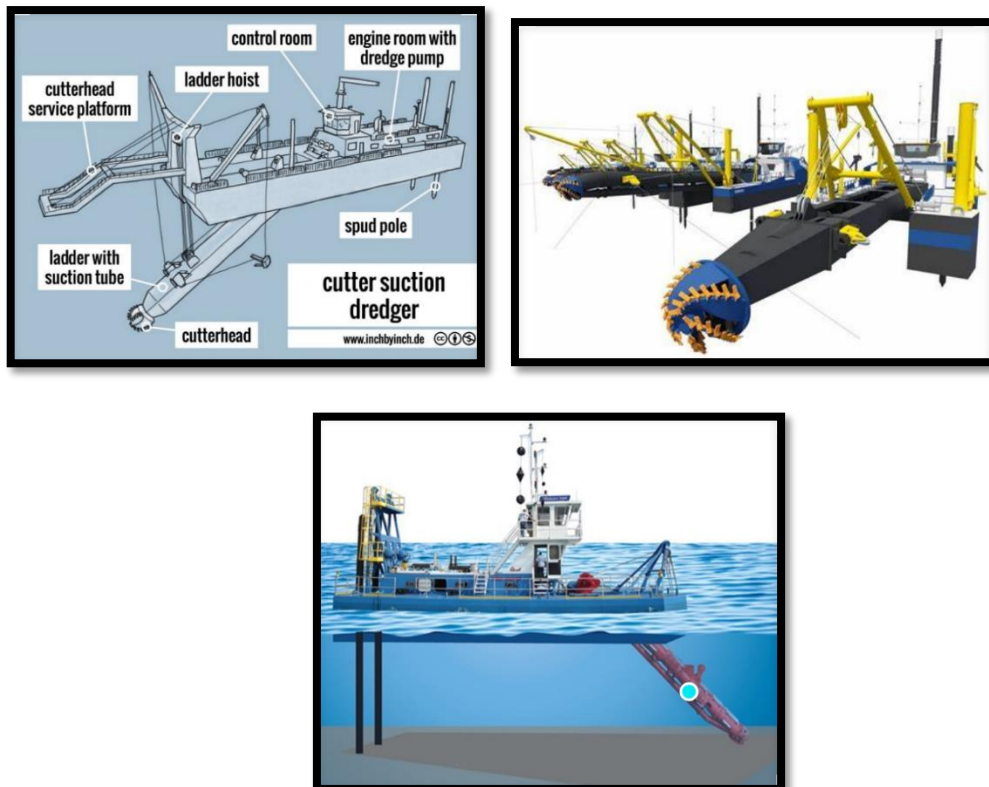 control room
engine room with
dredge pump
ladder hoist
cutterhead
service platform
spud pole
ladder with
suction tube
cutterhead
cutter suction
dredger
www.inchbyinch.de